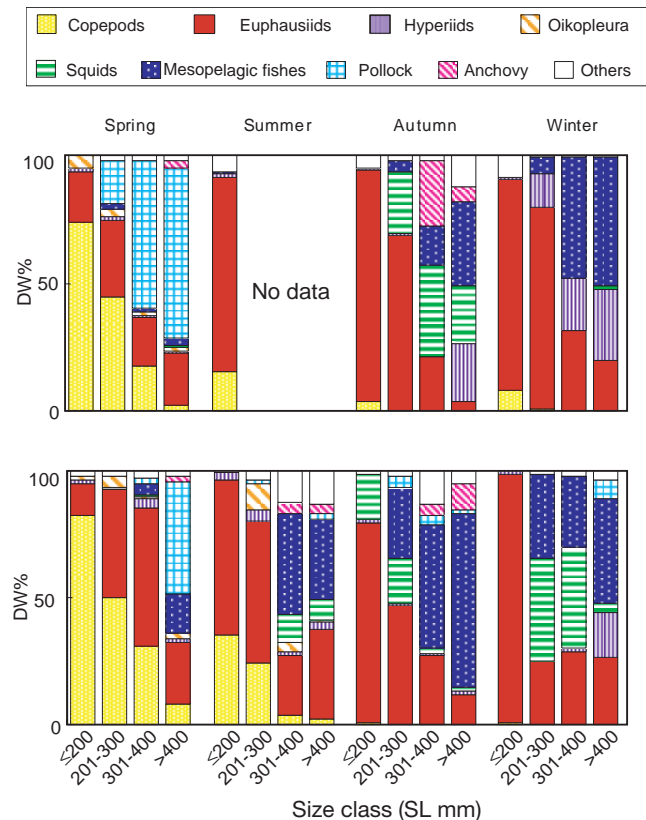 Copepods Euphausiids Hyperiids Oikopleura
Squids Mesopelagic fishes Pollock Anchovy Others
Spring Summer Autumn Winter
100
50
0
DW%
No data
100
50
0
DW%
≤200 201-300 301-400 >400 ≤200 201-300 301-400 >400 ≤200 201-300 301-400 >400 ≤200 201-300 301-400 >400
Size class (SL mm)